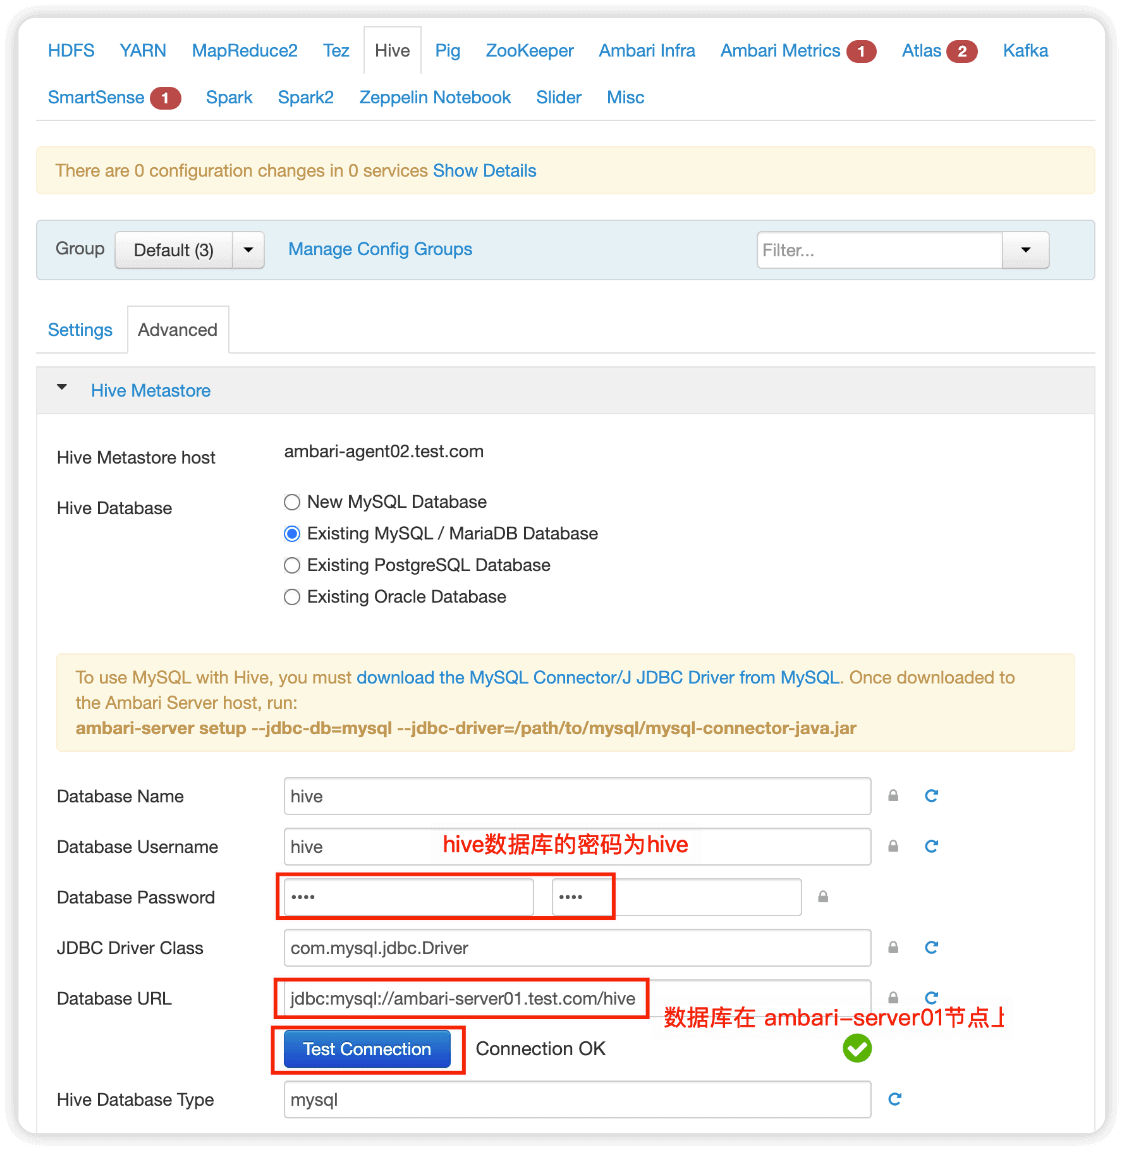 HDFS YARN MapReduce2 Tez Hive Pig ZooKeeper Ambari Infra Ambari Metrics 1 Atlas 2 Kafka
SmartSense 1 Spark Spark2 Zeppelin Notebook Slider Misc
There are 0 configuration changes in 0 services Show Details
Group Default (3) Manage Config Groups Filter...
Settings Advanced
Hive Metastore
Hive Metastore host ambari-agent02.test.com
Hive Database New MySQL Database
Existing MySQL / MariaDB Database
Existing PostgreSQL Database
Existing Oracle Database
To use MySQL with Hive, you must download the MySQL Connector/J JDBC Driver from MySQL. Once downloaded to
the Ambari Server host, run:
ambari-server setup --jdbc-db=mysql --jdbc-driver=/path/to/mysql/mysql-connector-java.jar
Database Name hive
Database Username hive hive数据库的密码为hive
Database Password •••• ••••
JDBC Driver Class com.mysql.jdbc.Driver
Database URL jdbc:mysql://ambari-server01.test.com/hive
数据库在 ambari-server01节点上
Test Connection Connection OK
Hive Database Type mysql